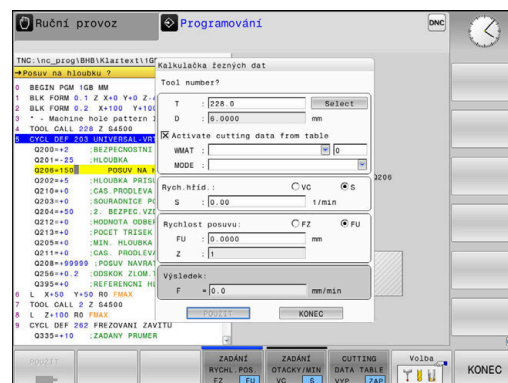 Ruční provoz
Programování
DNC
TNC:\nc_prog\BHB\Klartext\1G
→Posuv na hloubku ?
0 BEGIN PGM 1GB MM
1 BLK FORM 0.1 Z X+0 Y+0 Z-
2 BLK FORM 0.2 X+100 Y+10
3 * - Machine hole pattern
4 TOOL CALL 228 Z S4500
5 CYCL DEF 203 UNIVERSAL-VRT
Q200=+2 ;BEZPECNOSTNI
Q201=-25 ;HLOUBKA
Q206=150 POSUV NA H
Q202=+5 ;HLOUBKA PRISU
Q210=+0 ;CAS.PRODLEVA
Q203=+0 ;SOURADNICE PO
Q204=+50 ;2. BEZPEC.VZD
Q212=+0 ;HODNOTA ODBER
Q213=+0 ;POCET TRISEK
Q205=+0 ;MIN. HLOUBKA
Q211=+0 ;CAS. PRODLEVA
Q208=+99999 ;POSUV NAVRAT
Q256=+0.2 ;ODSKOK ZLOM.
Q395=+0 ;REFERENCNI HL
6 L X+50 Y+50 R0 FMAX
7 TOOL CALL 2 Z S4500
8 L Z+100 R0 FMAX
9 CYCL DEF 262 FREZOVANI ZAVITU
Q335=+10 ;ZADANY PRUMER
Kalkulačka řezných dat
Tool number?
T : 228.0 Select
D : 6.0000 mm
Activate cutting data from table
WMAT : 0
MODE :
Rych.hříd.: VC S
S : 0.00 1/min
Rychlost posuvu: FZ FU
FU : 0.0000 mm
Z : 1
Výsledek:
F = 0.0 mm/min
POUŽÍT KONEC
Q206
POUŽÍT
ZADÁNÍ RYCHL.POS. FZ FU
ZADÁNÍ OTACKY/MIN VC S
CUTTING DATA TABLE VYP ZAP
Volba
KONEC